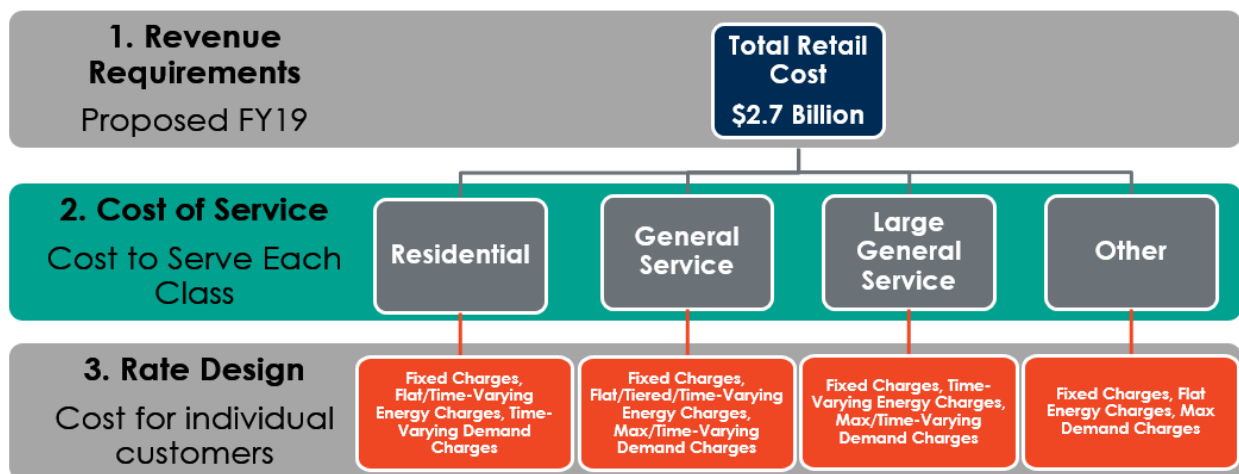 1. Revenue
Requirements
Proposed FY19
Total Retail
Cost
$2.7 Billion
2. Cost of Service
Cost to Serve Each
Class
Residential
General
Service
Large
General
Service
Other
3. Rate Design
Cost for individual
customers
Fixed Charges,
Flat/Time-Varying
Energy Charges, Time-
Varying Demand
Charges
Fixed Charges,
Flat/Tiered/Time-Varying
Energy Charges,
Max/Time-Varying
Demand Charges
Fixed Charges, Time-
Varying Energy Charges,
Max/Time-Varying
Demand Charges
Fixed Charges, Flat
Energy Charges, Max
Demand Charges